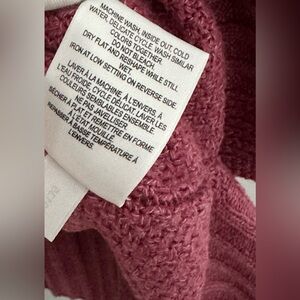 MACHINE WASH INSIDE OUT COLD
WATER, DELICATE CYCLE, WASH SIMILAR
COLORS TOGETHER
DO NOT BLEACH
DRY FLAT AND RESHAPE WHILE STILL
WET.
IRON AT LOW SETTING ON REVERSE SIDE.
LAVER À LA MACHINE, À L'ENVERS, À
L'EAU FROIDE, CYCLE DÉLICAT, LAVER LES
COULEURS SEMBLABLES ENSEMBLE.
NE PAS JAVELLISER
SÉCHER À PLAT ET REMETTRE EN FORME
À L'ÉTAT MOUILLÉ
À BASSE TEMPÉRATURE À
L'ENVERS.